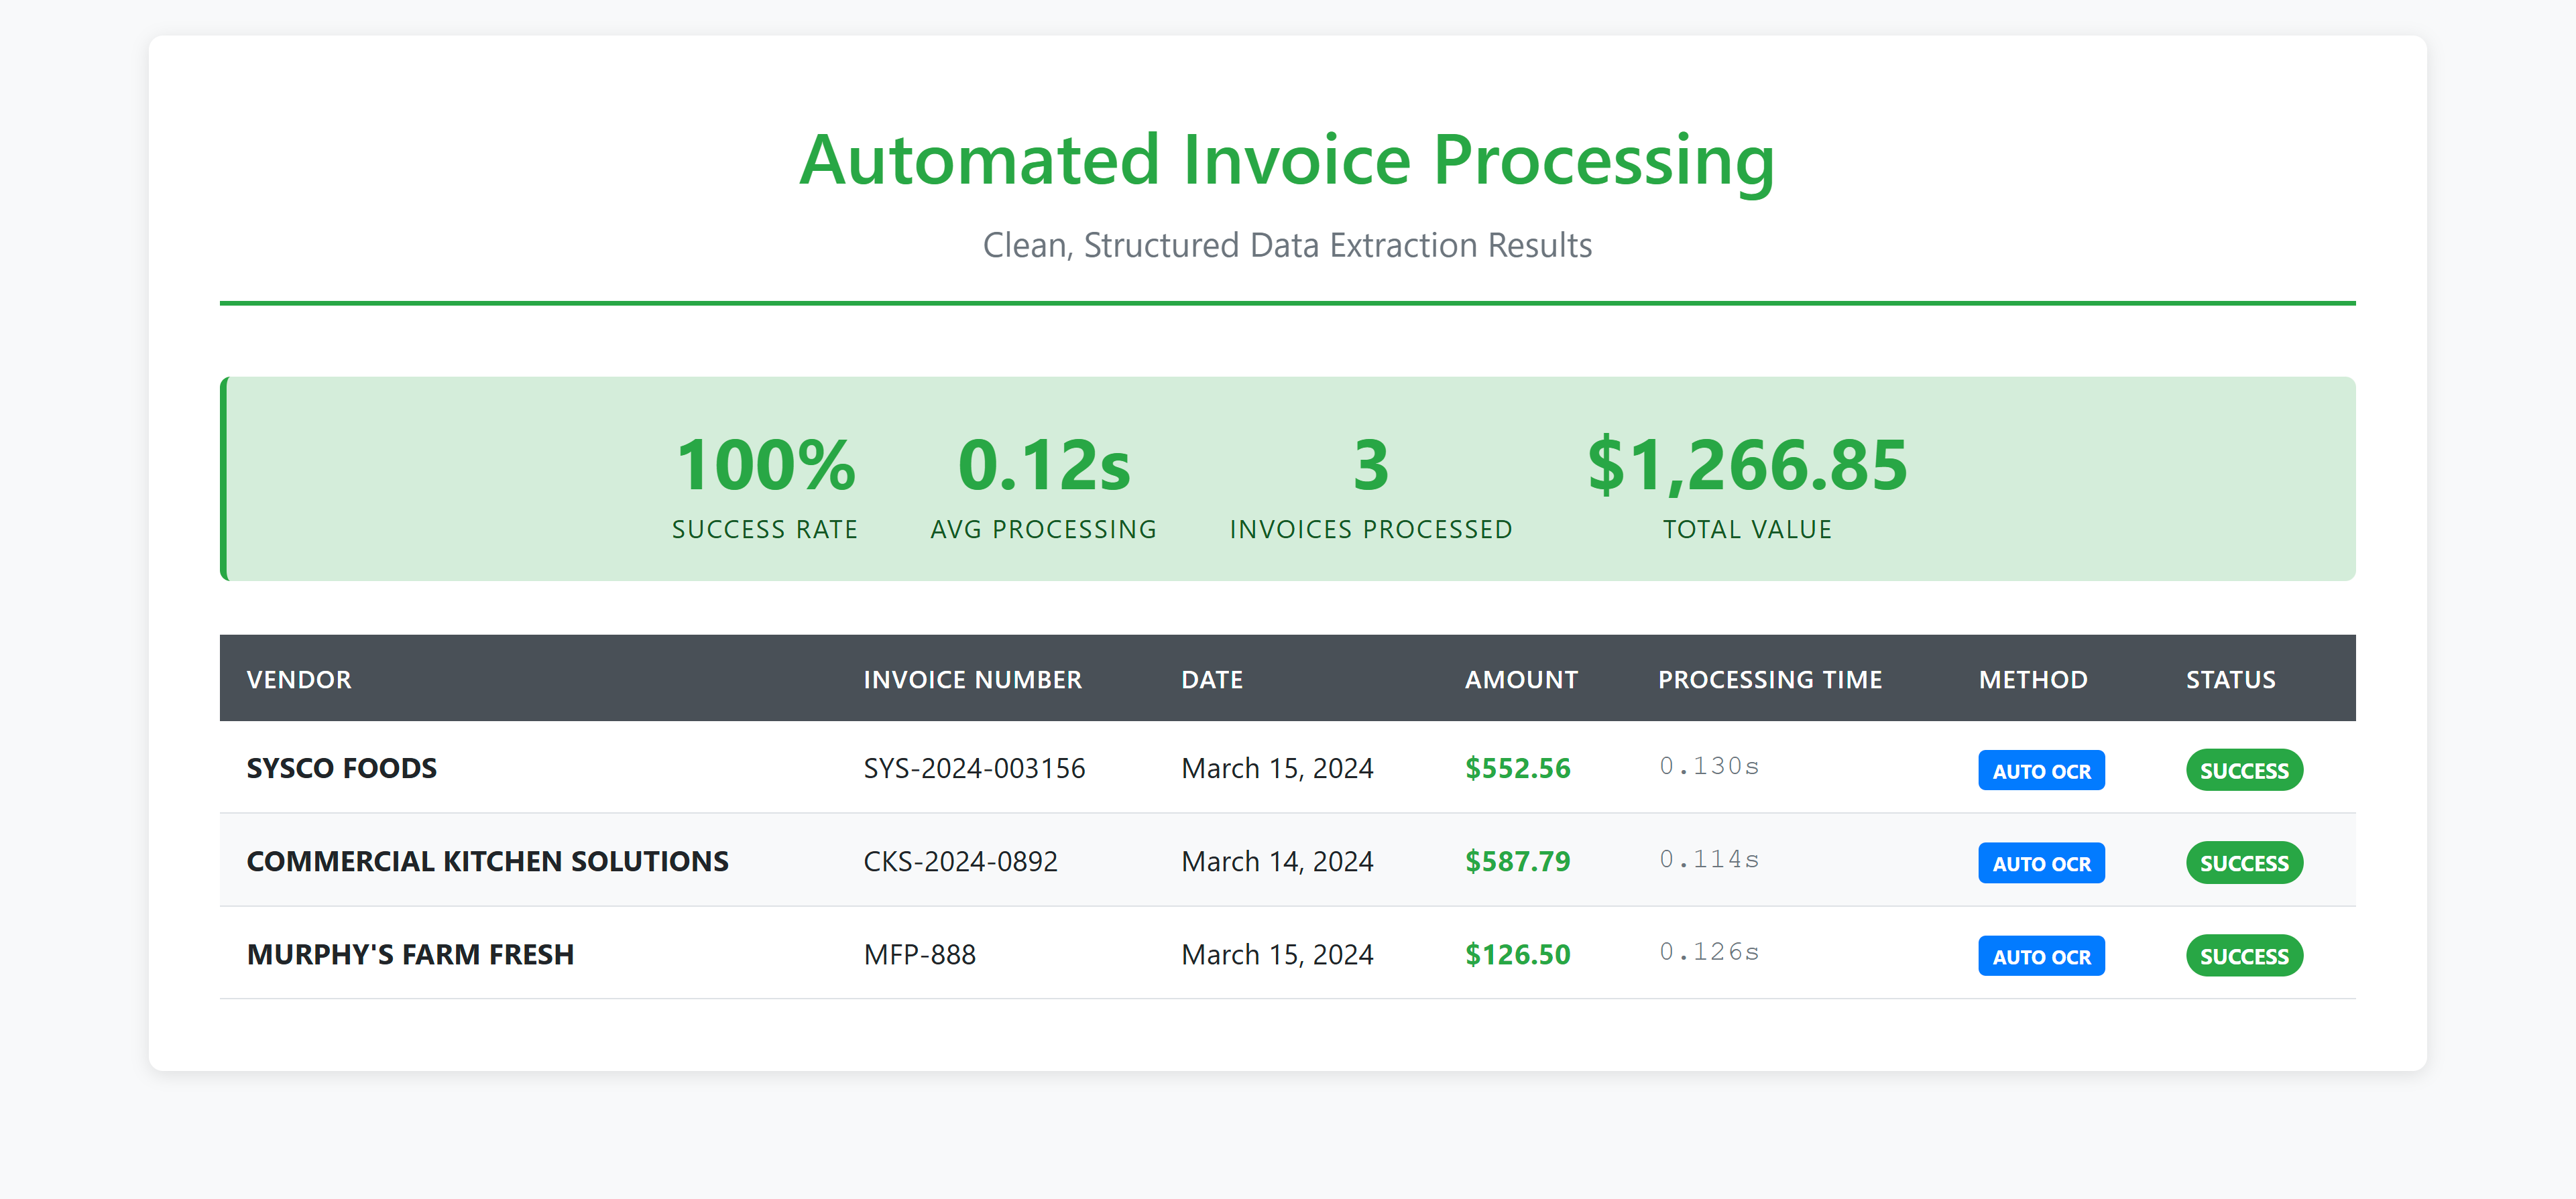 Automated Invoice Processing
Clean, Structured Data Extraction Results
100% 0.12s 3 $1,266.85
SUCCESS RATE AVG PROCESSING INVOICES PROCESSED TOTAL VALUE
VENDOR INVOICE NUMBER DATE AMOUNT PROCESSING TIME METHOD STATUS
SYSCO FOODS SYS-2024-003156 March 15, 2024 $552.56 0.130s AUTO OCR SUCCESS
COMMERCIAL KITCHEN SOLUTIONS CKS-2024-0892 March 14, 2024 $587.79 0.114s AUTO OCR SUCCESS
MURPHY'S FARM FRESH MFP-888 March 15, 2024 $126.50 0.126s AUTO OCR SUCCESS